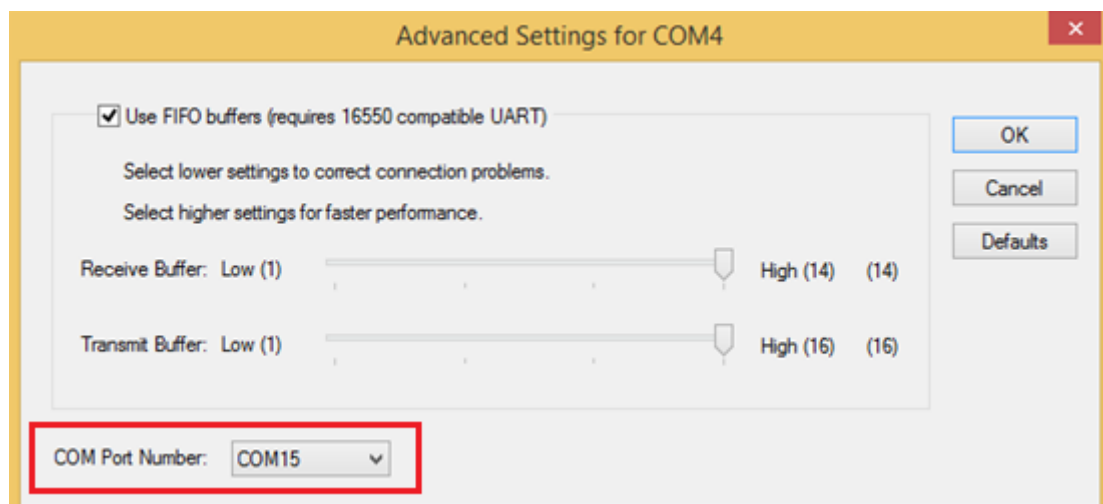 Advanced Settings for COM4
Use FIFO buffers (requires 16550 compatible UART)
OK
Select lower settings to correct connection problems.
Cancel
Select higher settings for faster performance.
Defaults
Receive Buffer: Low (1) High (14) (14)
Transmit Buffer: Low (1) High (16) (16)
COM Port Number: COM15